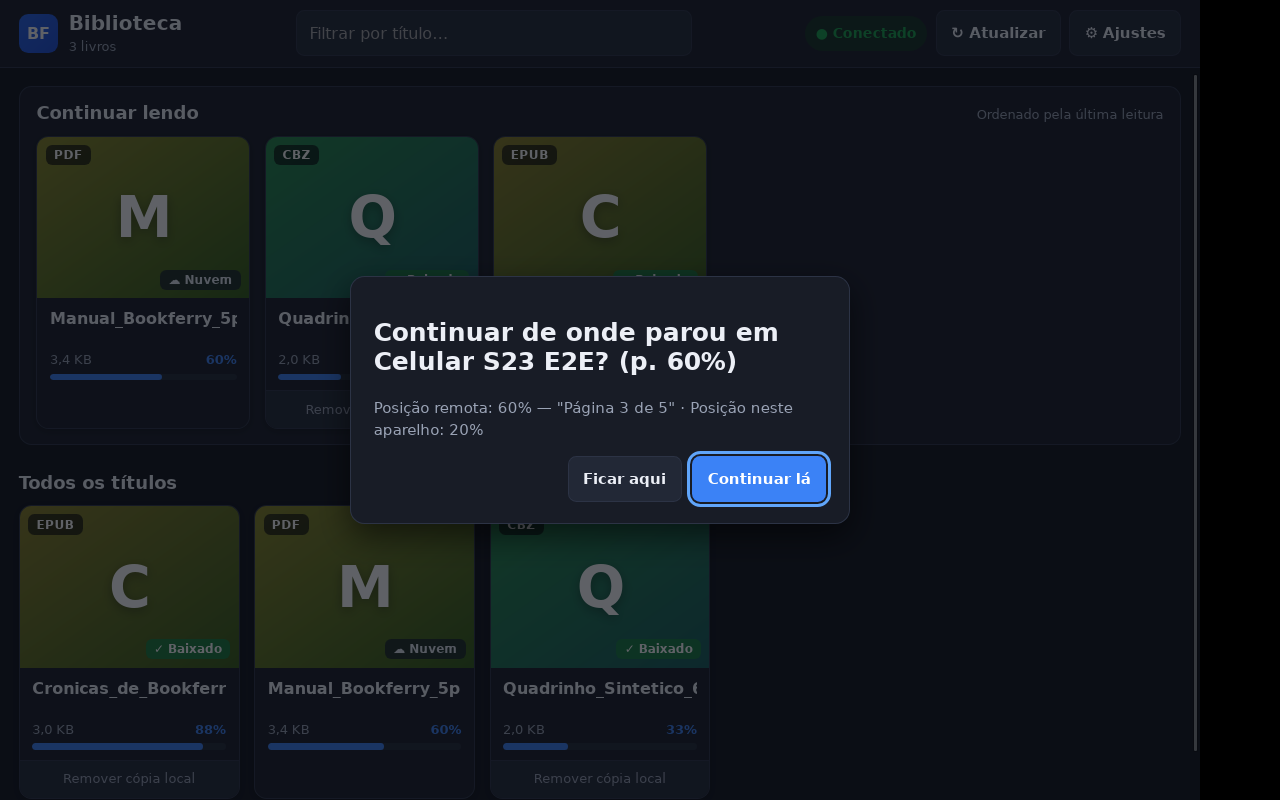 BF
Biblioteca
3 livros
Filtrar por título…
● Conectado
↻ Atualizar
⚙ Ajustes
Continuar lendo
Ordenado pela última leitura
PDF
M
☁ Nuvem
Manual_Bookferry_5p
3,4 KB
60%
CBZ
Q
Quadrin
2,0 KB
Remov
EPUB
C
Continuar de onde parou em
Celular S23 E2E? (p. 60%)
Posição remota: 60% — "Página 3 de 5" · Posição neste
aparelho: 20%
Ficar aqui
Continuar lá
Todos os títulos
EPUB
C
✓ Baixado
Cronicas_de_Bookferr
3,0 KB
88%
Remover cópia local
PDF
M
☁ Nuvem
Manual_Bookferry_5p
3,4 KB
60%
CBZ
Q
✓ Baixado
Quadrinho_Sintetico_6
2,0 KB
33%
Remover cópia local